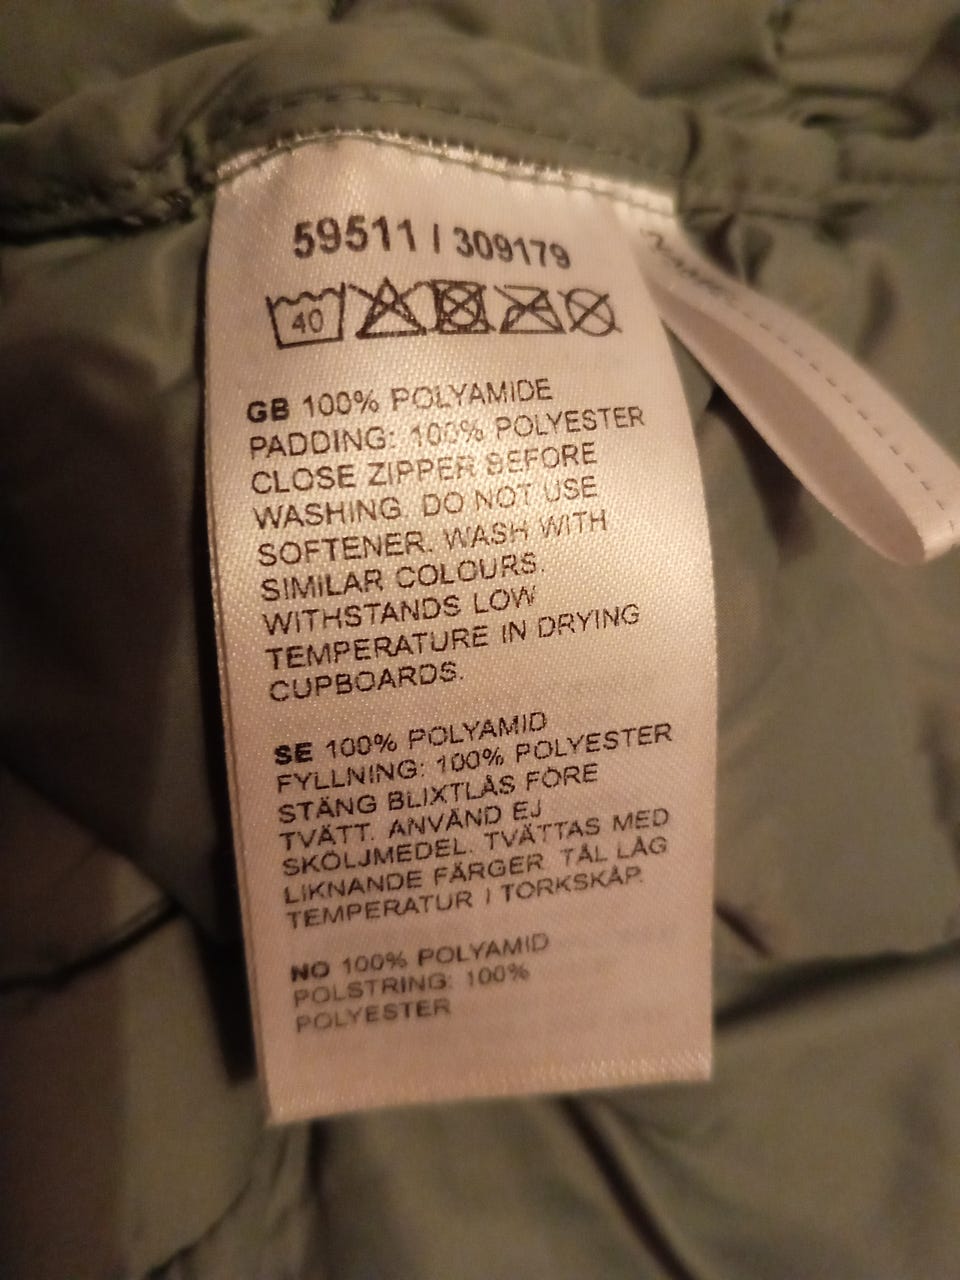 59511 / 309179
40
GB 100% POLYAMIDE
PADDING: 100% POLYESTER
CLOSE ZIPPER BEFORE
WASHING. DO NOT USE
SOFTENER. WASH WITH
SIMILAR COLOURS.
WITHSTANDS LOW
TEMPERATURE IN DRYING
CUPBOARDS.
SE 100% POLYAMID
FYLLNING: 100% POLYESTER
STÄNG BLIXTLÅS FÖRE
TVÄTT. ANVÄND EJ
SKÖLJMEDEL. TVÄTTAS MED
LIKNANDE FÄRGER. TÅL LÅG
TEMPERATUR I TORKSKÅP.
NO 100% POLYAMID
POLSTRING: 100%
POLYESTER